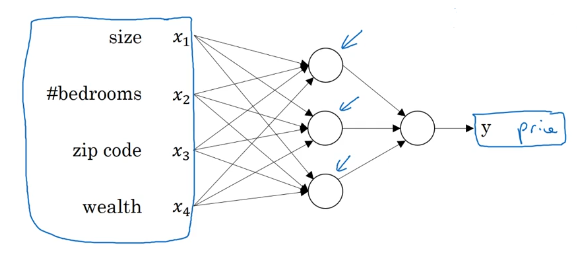 size x₁
#bedrooms x₂
zip code x₃
wealth x₄
y price